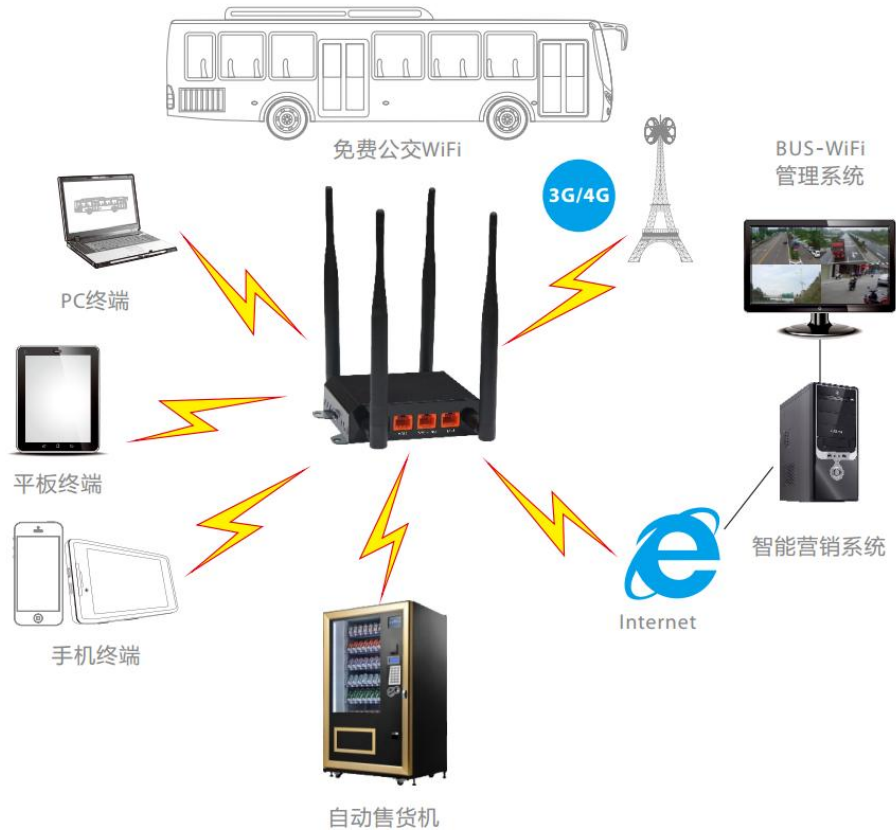 免费公交WiFi
3G/4G
BUS-WiFi
管理系统
PC终端
平板终端
智能营销系统
Internet
手机终端
自动售货机